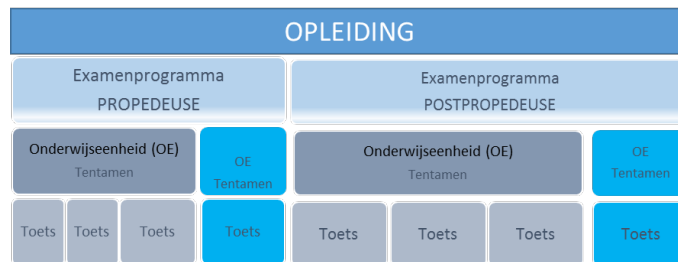 OPLEIDING
Examenprogramma
PROPEDEUSE
Examenprogramma
POSTPROPEDEUSE
Onderwijseenheid (OE)
Tentamen
OE
Tentamen
Onderwijseenheid (OE)
Tentamen
OE
Tentamen
Toets
Toets
Toets
Toets
Toets
Toets
Toets
Toets